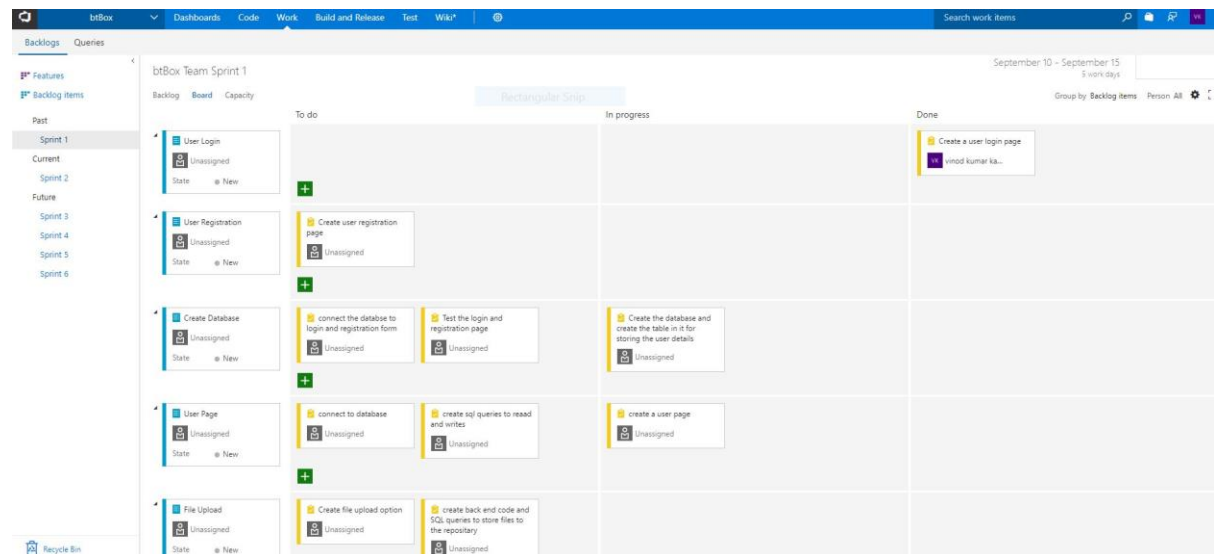 btBox Dashboards Code Work Build and Release Test Wiki* Search work items VK
Backlogs Queries
Features
Backlog items
Past
Sprint 1
Current
Sprint 2
Future
Sprint 3
Sprint 4
Sprint 5
Sprint 6
Recycle Bin
btBox Team Sprint 1
September 10 - September 15
5 work days
Backlog Board Capacity
Rectangular Snip
Group by Backlog items Person All
To do In progress Done
User Login
Unassigned
State New
Create a user login page
VK vinod kumar ka...
User Registration
Unassigned
State New
Create user registration
page
Unassigned
Create Database
Unassigned
State New
connect the databse to
login and registration form
Unassigned
Test the login and
registration page
Unassigned
Create the database and
create the table in it for
storing the user details
Unassigned
User Page
Unassigned
State New
connect to database
Unassigned
create sql queries to reaad
and writes
Unassigned
create a user page
Unassigned
File Upload
Unassigned
State New
Create file upload option
Unassigned
create back end code and
SQL queries to store files to
the repositary
Unassigned